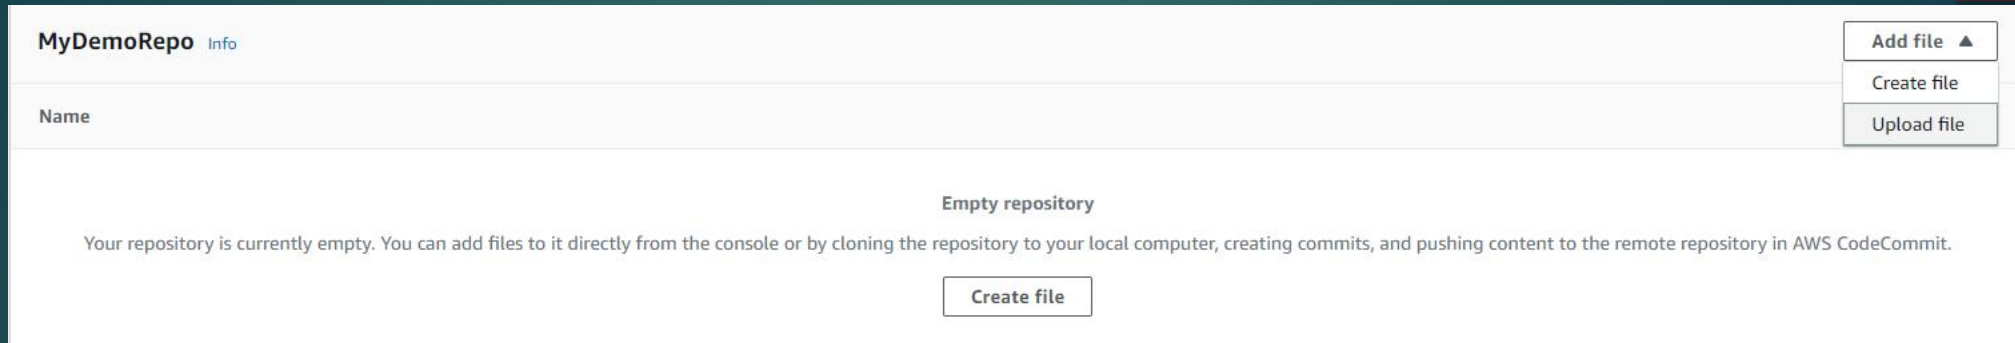 MyDemoRepo Info
Add file
Create file
Upload file
Name
Empty repository
Your repository is currently empty. You can add files to it directly from the console or by cloning the repository to your local computer, creating commits, and pushing content to the remote repository in AWS CodeCommit.
Create file